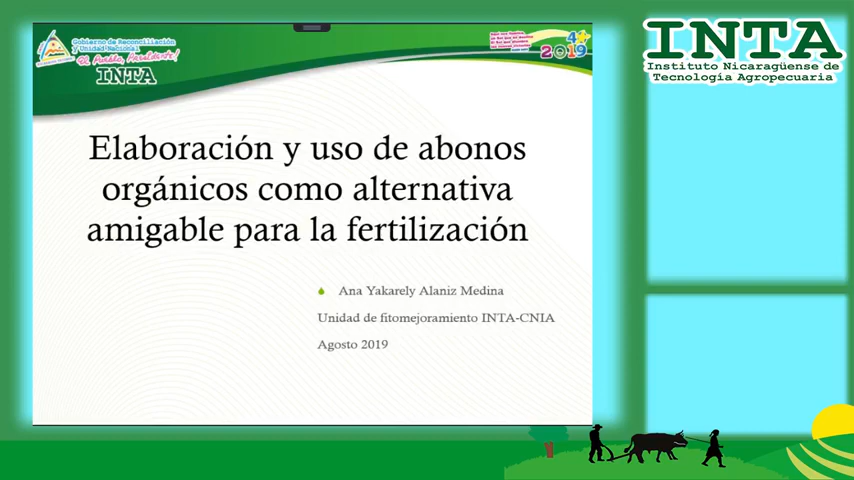 Gobierno de Reconciliación
y Unidad Nacional
El Pueblo, Presidente!
INTA
4
2019
INTA
Instituto Nicaragüense de
Tecnología Agropecuaria
Elaboración y uso de abonos
orgánicos como alternativa
amigable para la fertilización
Ana Yakarely Alaniz Medina
Unidad de fitomejoramiento INTA-CNIA
Agosto 2019